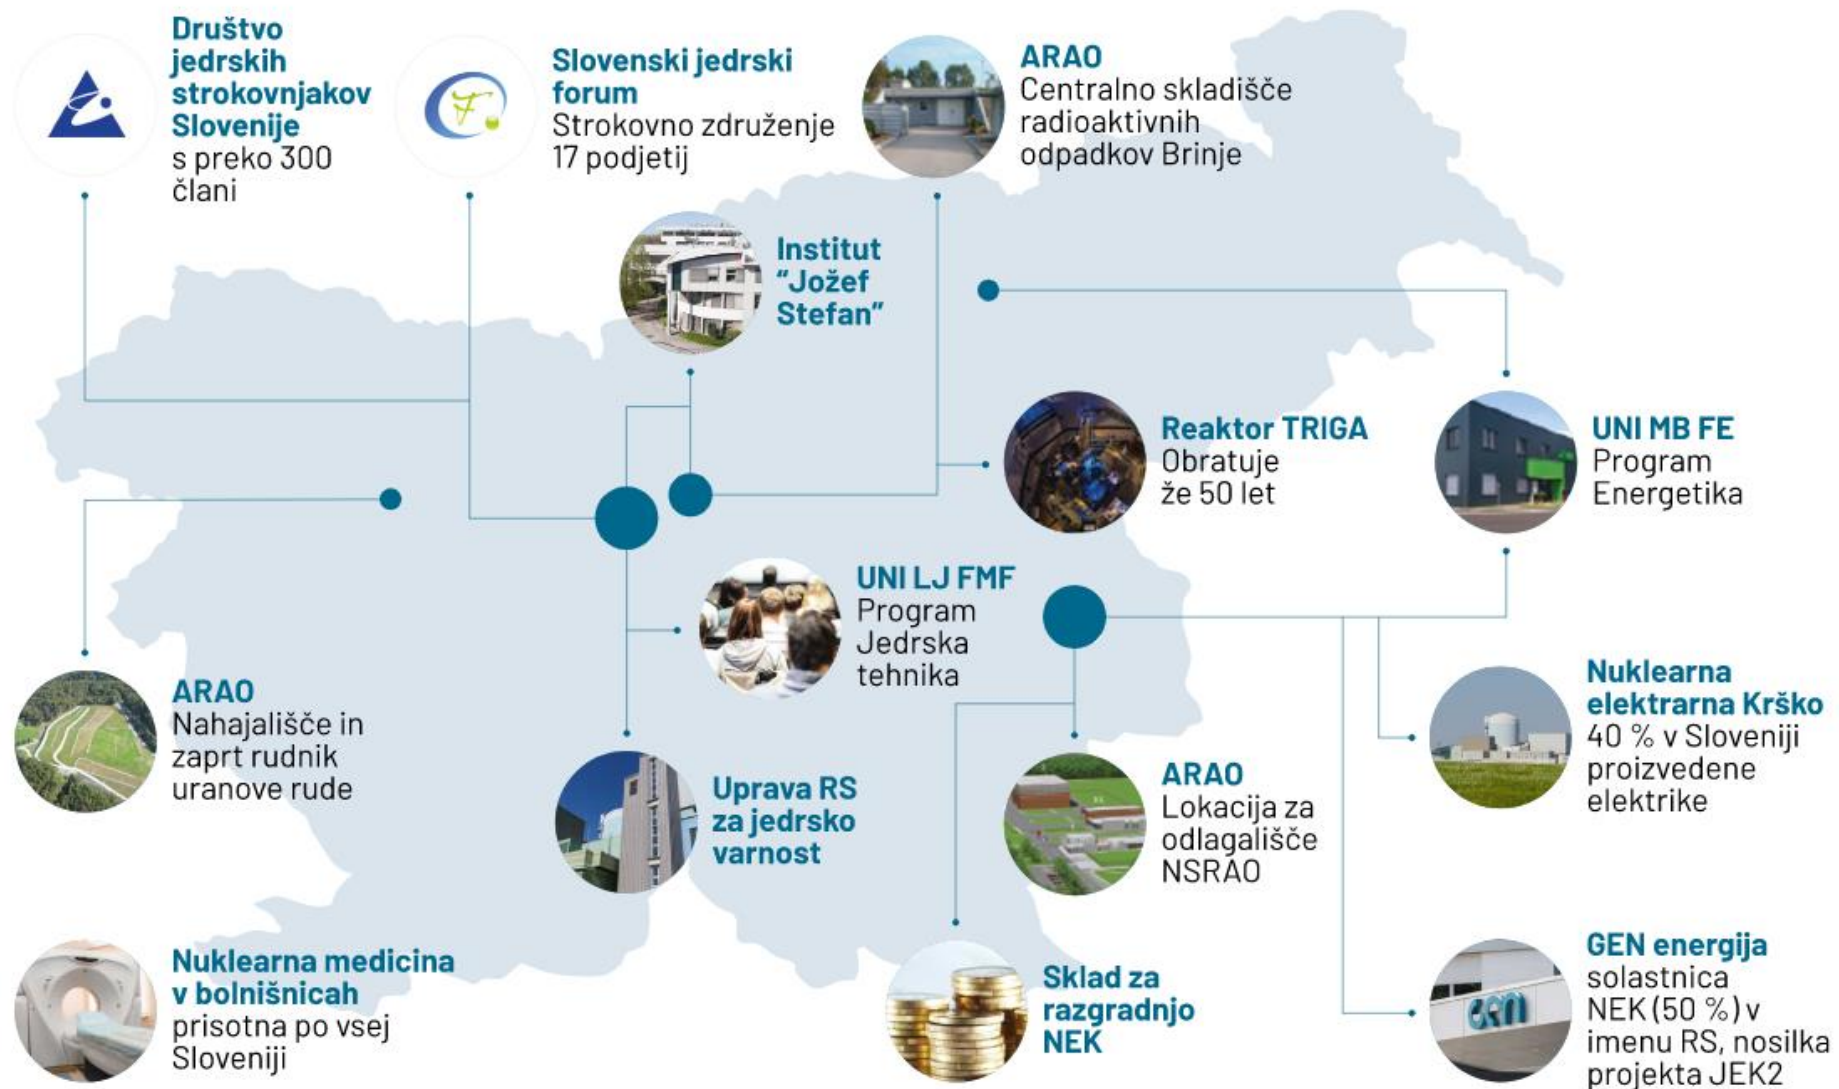 Društvo
jedrskih
strokovnjakov
Slovenije
s preko 300
člani
Slovenski jedrski
forum
Strokovno združenje
17 podjetij
ARAO
Centralno skladišče
radioaktivnih
odpadkov Brinje
Institut
"Jožef
Stefan"
Reaktor TRIGA
Obratuje
že 50 let
UNI MB FE
Program
Energetika
UNI LJ FMF
Program
Jedrska
tehnika
ARAO
Nahajališče in
zaprt rudnik
uranove rude
Uprava RS
za jedrsko
varnost
ARAO
Lokacija za
odlagališče
NSRAO
Nuklearna
elektrarna Krško
40 % v Sloveniji
proizvedene
elektrike
Nuklearna medicina
v bolnišnicah
prisotna po vsej
Sloveniji
Sklad za
razgradnjo
NEK
gen
GEN energija
solastnica
NEK (50 %) v
imenu RS, nosilka
projekta JEK2